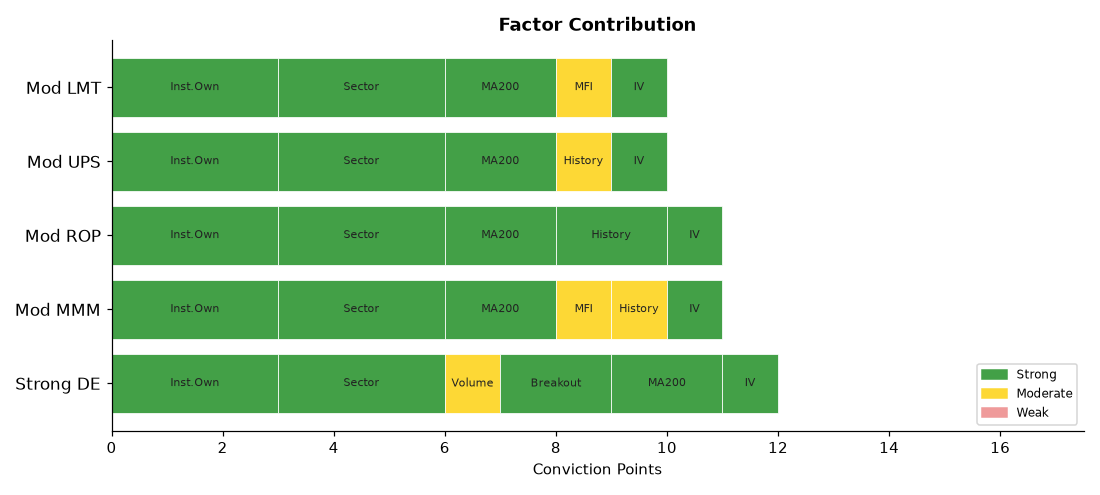 Factor Contribution
Mod LMT Inst.Own Sector MA200 MFI IV
Mod UPS Inst.Own Sector MA200 History IV
Mod ROP Inst.Own Sector MA200 History IV
Mod MMM Inst.Own Sector MA200 MFI History IV
Strong DE Inst.Own Sector Volume Breakout MA200 IV
Strong
Moderate
Weak
0 2 4 6 8 10 12 14 16
Conviction Points